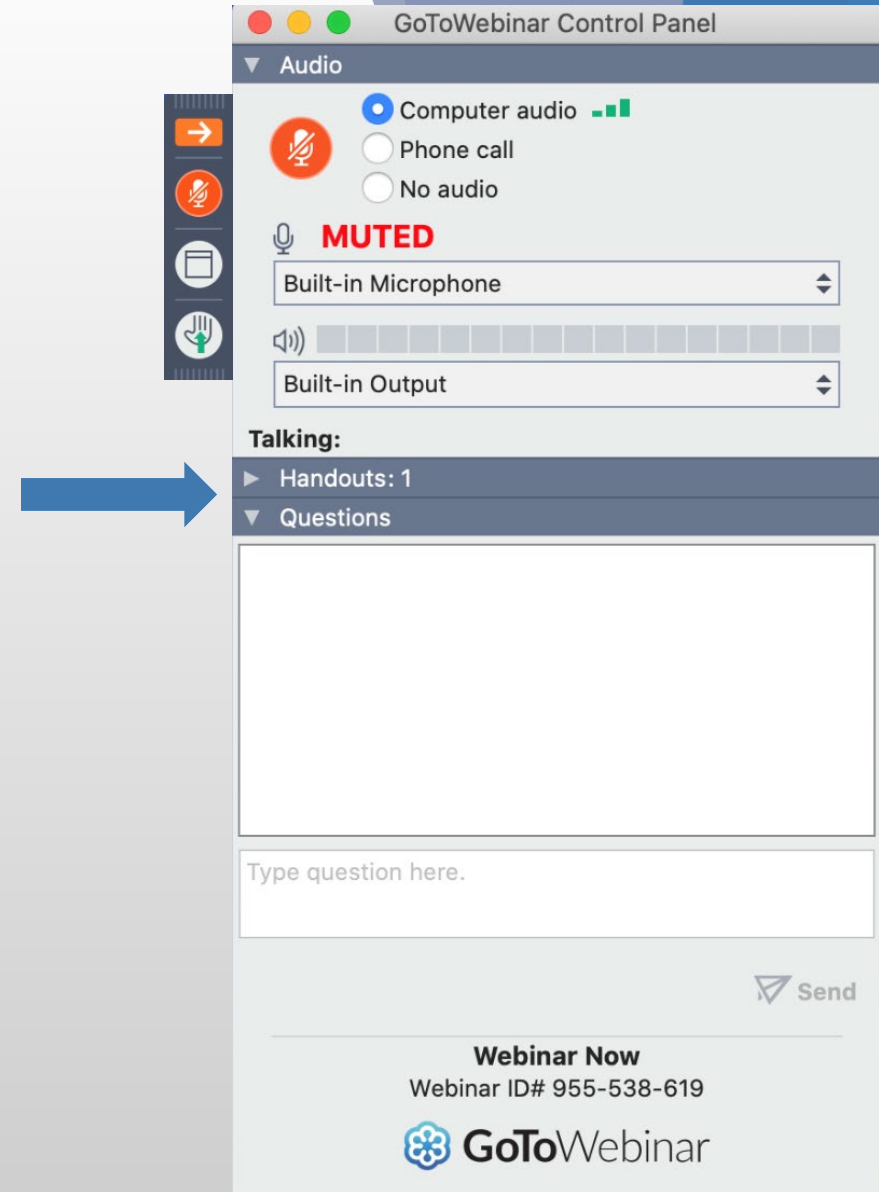 GoToWebinar Control Panel
Audio
Computer audio
Phone call
No audio
MUTED
Built-in Microphone
Built-in Output
Talking:
Handouts: 1
Questions
Type question here.
Send
Webinar Now
Webinar ID# 955-538-619
GoToWebinar